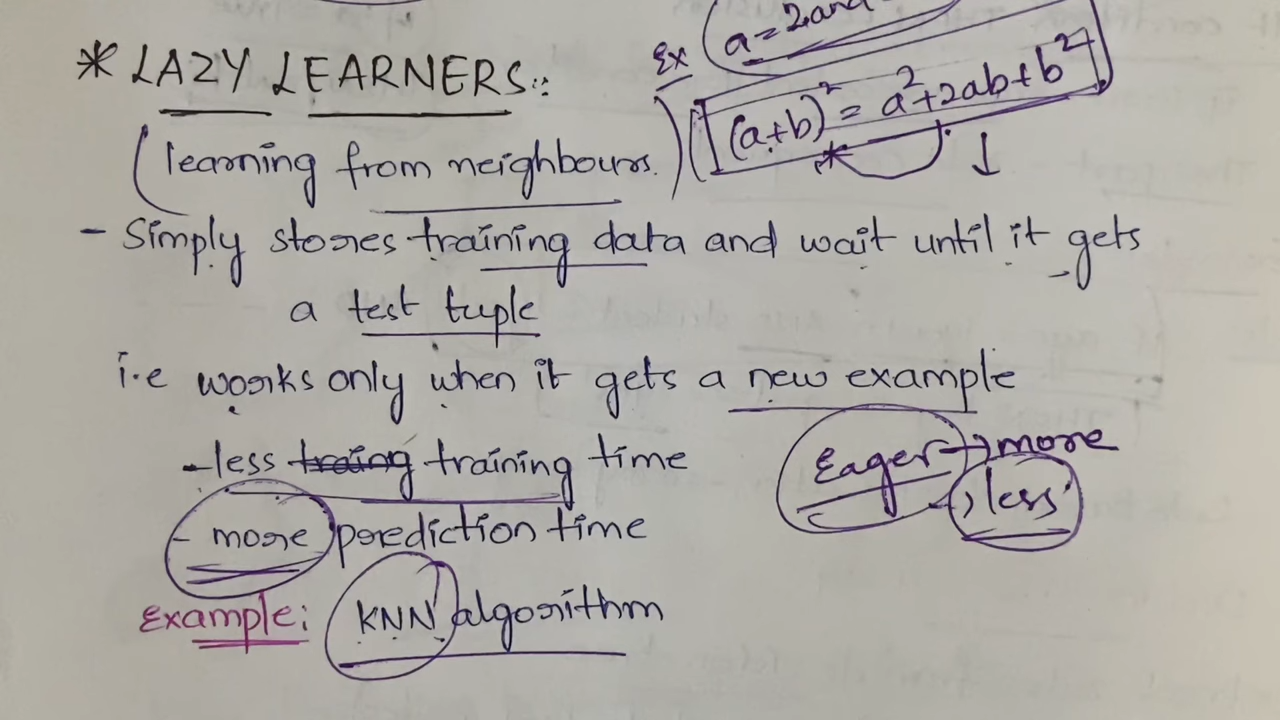 * LAZY LEARNERS::
Ex (a=2and
(learning from neighbours.)
(a+b)² = a²+2ab+b²
- Simply stores training data and wait until it gets
a test tuple
i.e works only when it gets a new example
- less training time
Eager → more
→ less
- more prediction time
Example: KNN algorithm